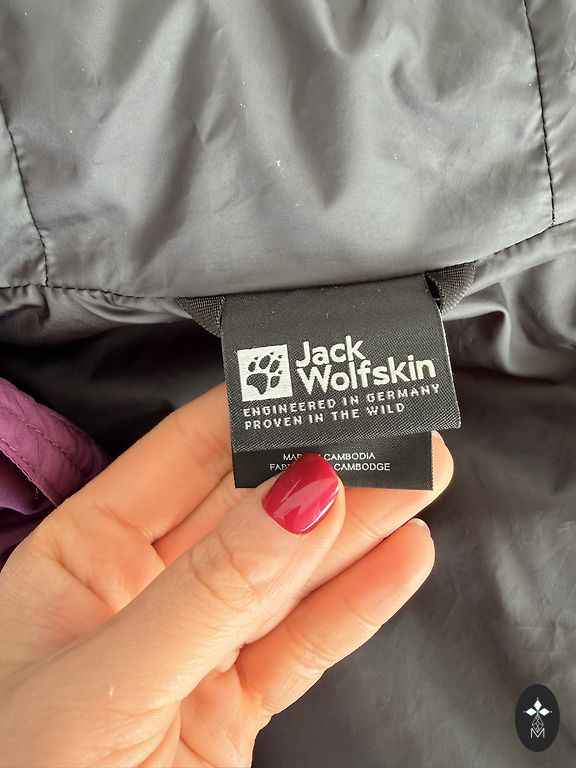 Jack
Wolfskin
ENGINEERED IN GERMANY
PROVEN IN THE WILD
CAMBODIA
CAMBODGE
M